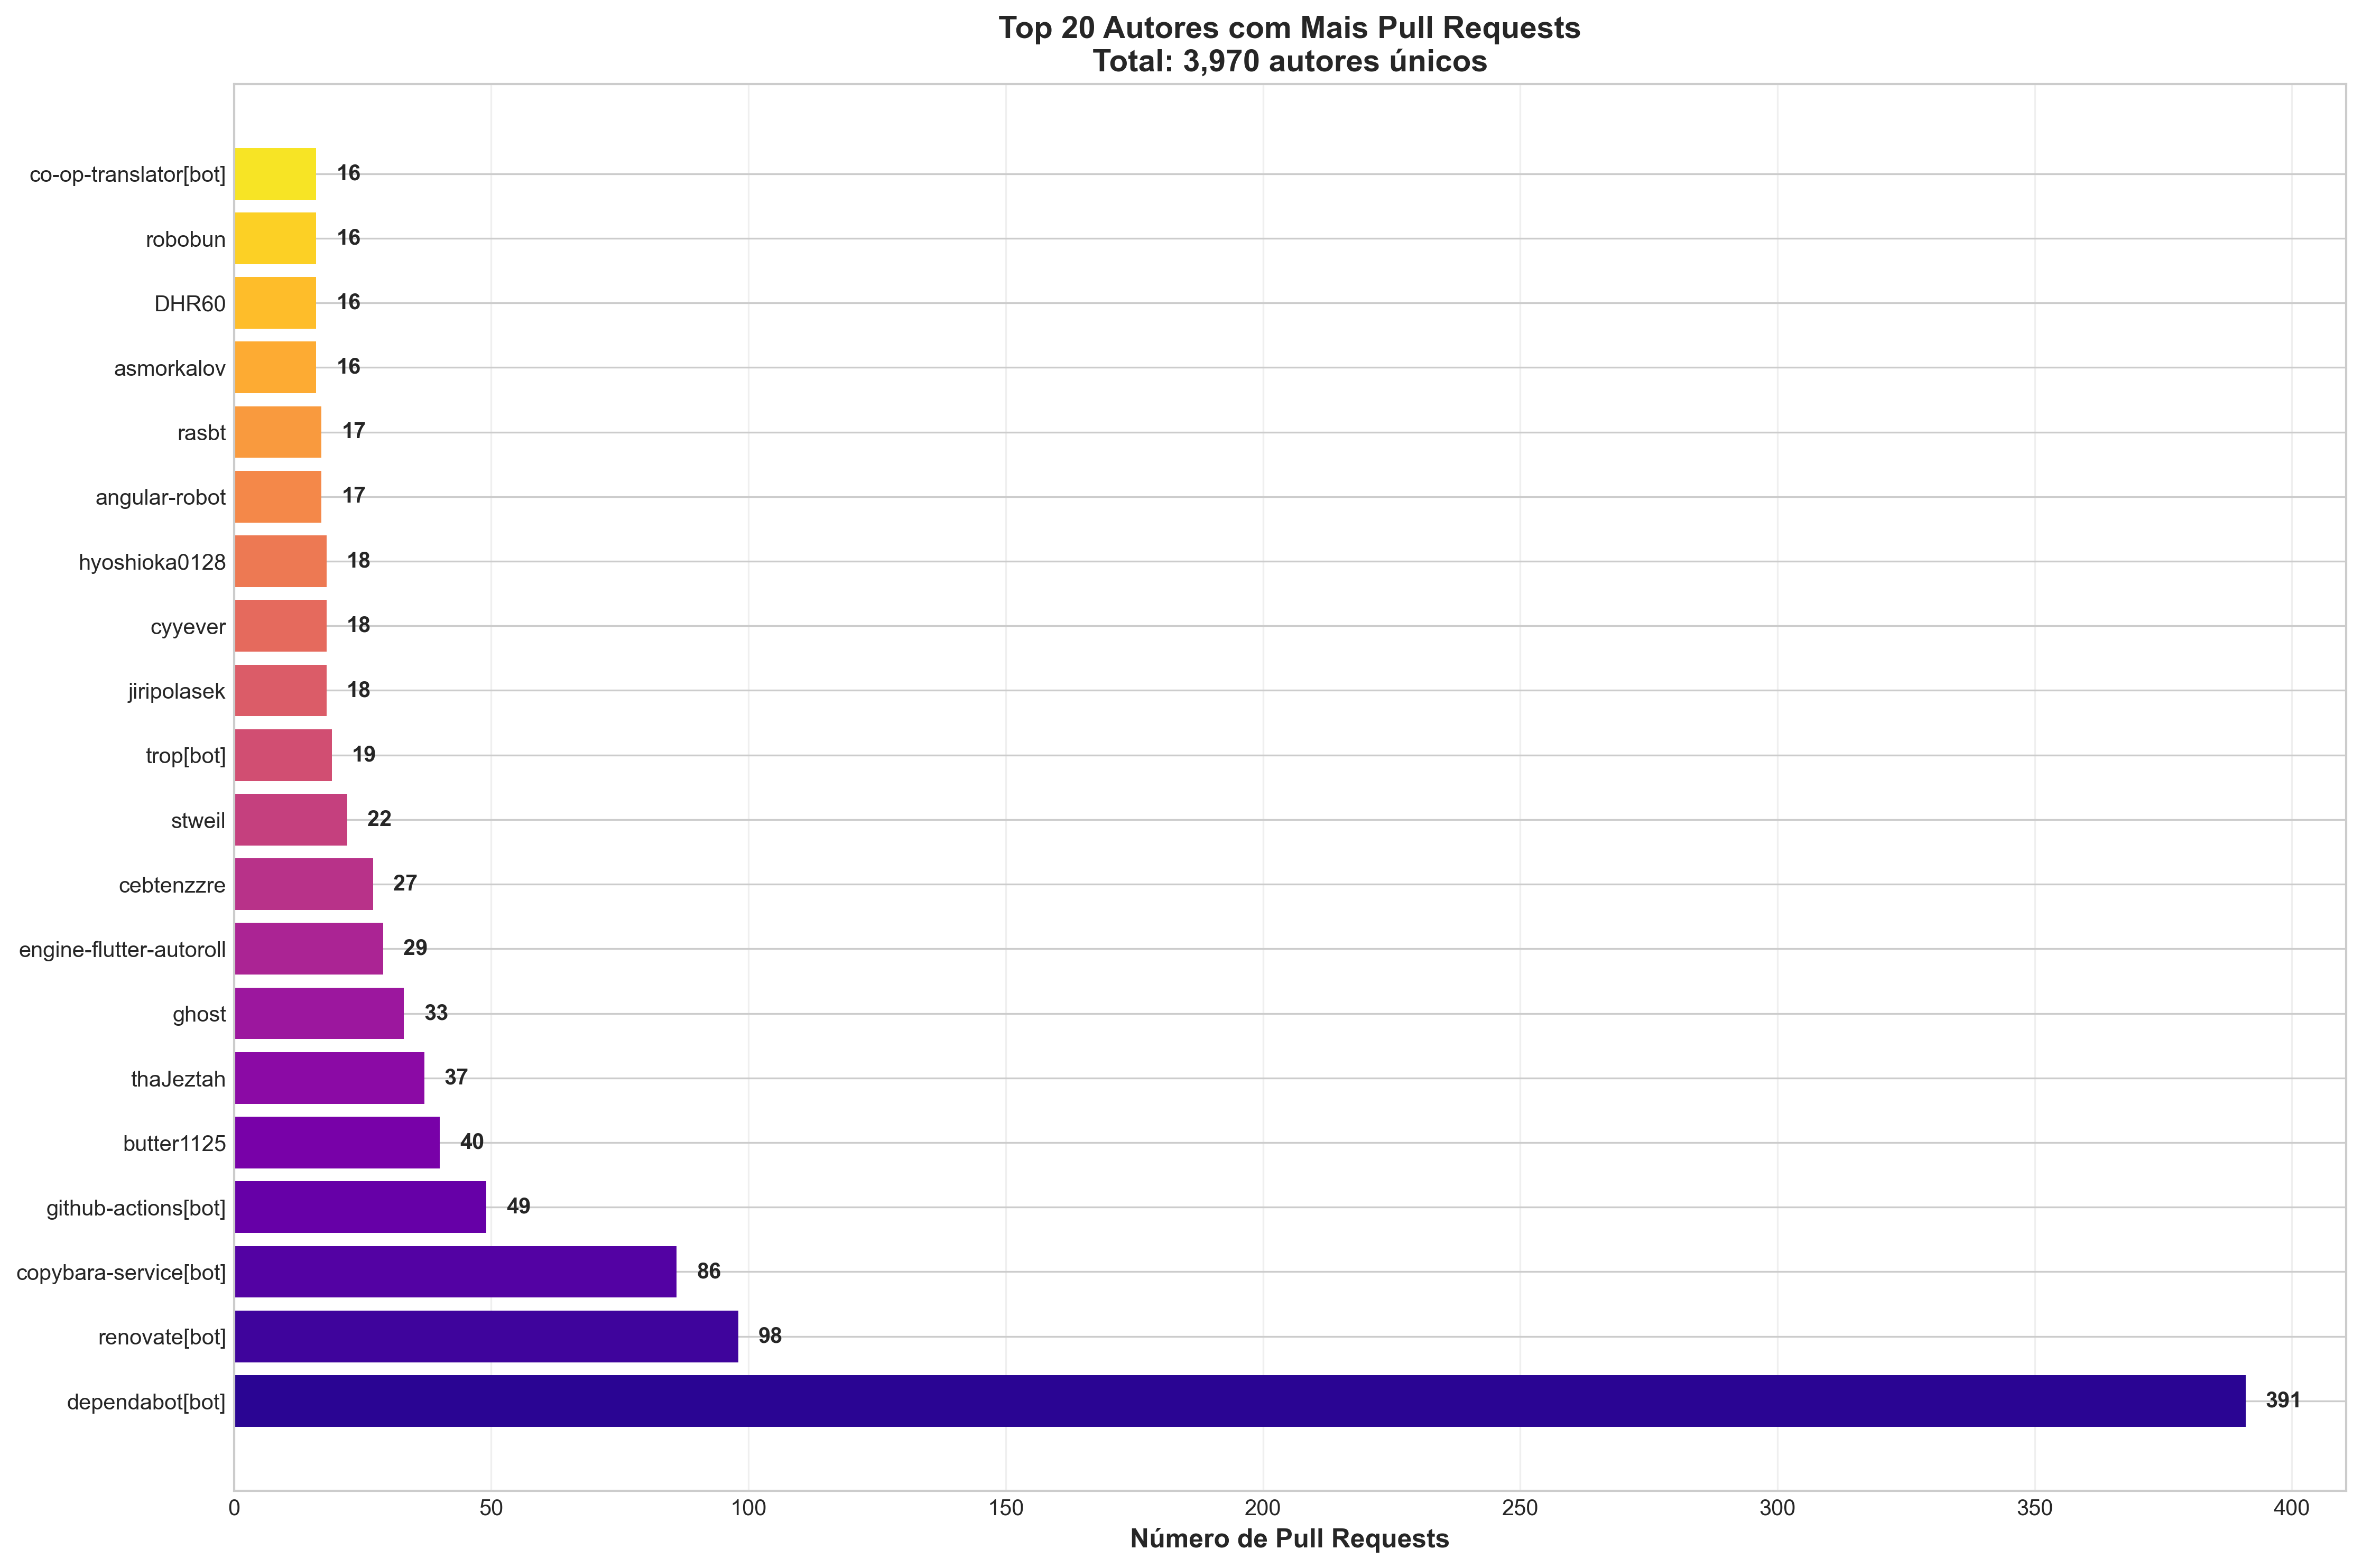 Top 20 Autores com Mais Pull Requests
Total: 3,970 autores únicos
co-op-translator[bot] 16
robobun 16
DHR60 16
asmorkalov 16
rasbt 17
angular-robot 17
hyoshioka0128 18
cyyever 18
jiripolasek 18
trop[bot] 19
stweil 22
cebtenzzre 27
engine-flutter-autoroll 29
ghost 33
thaJeztah 37
butter1125 40
github-actions[bot] 49
copybara-service[bot] 86
renovate[bot] 98
dependabot[bot] 391
0 50 100 150 200 250 300 350 400
Número de Pull Requests